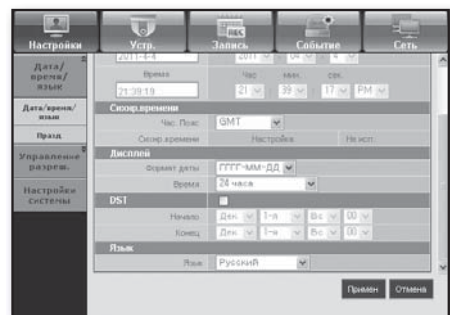 Настройки Устр. Запись Событие Сеть
REC
Дата/время/язык
Дата/время/язык
Празд.
Управление разреш.
Настройки системы
2011-4-4 2011 - 04 - 4
Время Час мин. сек.
21:39:19 21 : 39 : 17 PM
Синхр.времени
Час. Пояс GMT
Синхр.времени Настройка Не исп.
Дисплей
Формат даты ГГГГ-ММ-ДД
Время 24 часа
DST
Начало Дек. 1-я Вс 00
Конец Дек. 1-я Вс 00
Язык
Язык Русский
Примен Отмена